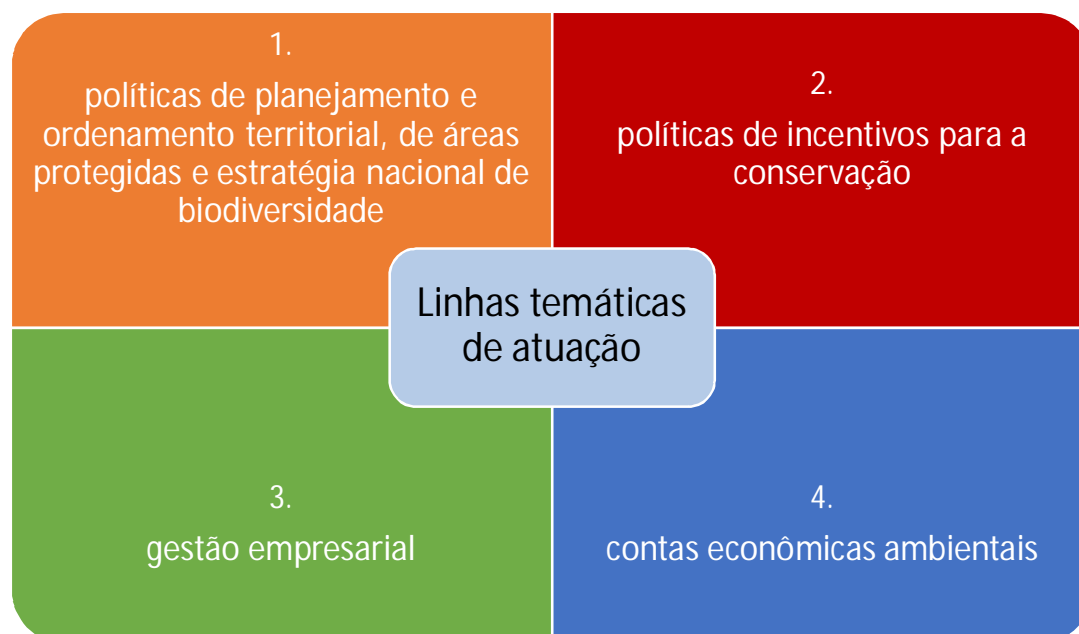 1.
políticas de planejamento e
ordenamento territorial, de áreas
protegidas e estratégia nacional de
biodiversidade
2.
políticas de incentivos para a
conservação
Linhas temáticas
de atuação
3.
gestão empresarial
4.
contas econômicas ambientais